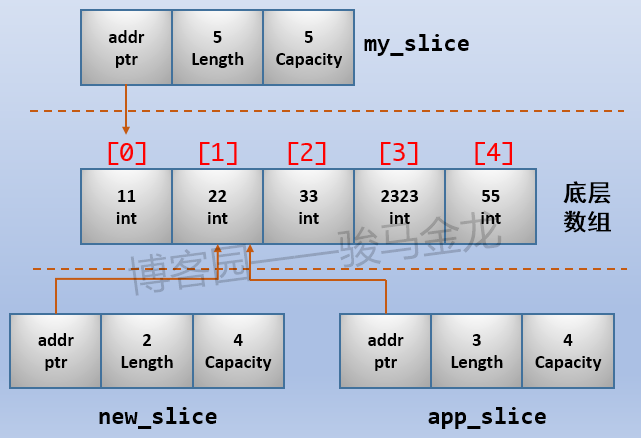 addr
ptr
5
Length
5
Capacity
my_slice
[0] [1] [2] [3] [4]
11
int
22
int
33
int
2323
int
55
int
底层
数组
博客园——骏马金龙
addr
ptr
2
Length
4
Capacity
new_slice
addr
ptr
3
Length
4
Capacity
app_slice